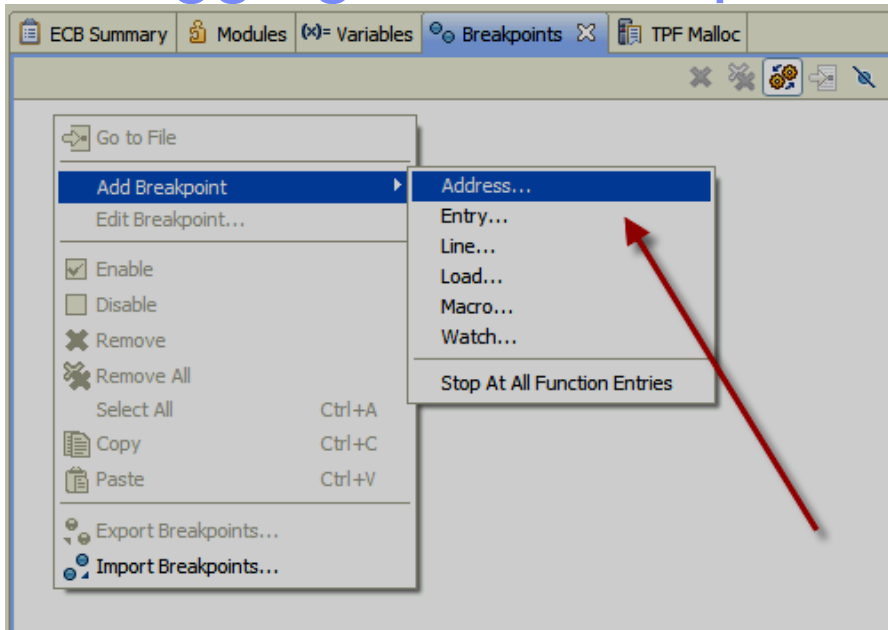 ECB Summary Modules (x)= Variables Breakpoints TPF Malloc
Go to File
Add Breakpoint
Edit Breakpoint...
Enable
Disable
Remove
Remove All
Select All Ctrl+A
Copy Ctrl+C
Paste Ctrl+V
Export Breakpoints...
Import Breakpoints...
Address...
Entry...
Line...
Load...
Macro...
Watch...
Stop At All Function Entries